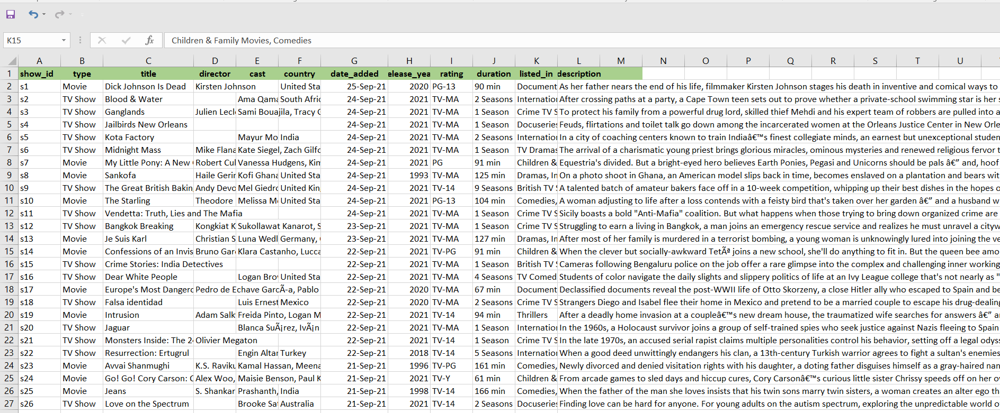 K15 fx Children & Family Movies, Comedies
A B C D E F G H I J K L M N O P Q R S T U
1 show_id type title director cast country date_added elease_yea rating duration listed_in description
2 s1 Movie Dick Johnson Is Dead Kirsten Johnson United Sta 25-Sep-21 2020 PG-13 90 min Document As her father nears the end of his life, filmmaker Kirsten Johnson stages his death in inventive and comical ways to
3 s2 TV Show Blood & Water Ama Qama South Afric 24-Sep-21 2021 TV-MA 2 Seasons Internatio After crossing paths at a party, a Cape Town teen sets out to prove whether a private-school swimming star is her s
4 s3 TV Show Ganglands Julien Lecl Sami Bouajila, Tracy G 24-Sep-21 2021 TV-MA 1 Season Crime TV S To protect his family from a powerful drug lord, skilled thief Mehdi and his expert team of robbers are pulled into a
5 s4 TV Show Jailbirds New Orleans 24-Sep-21 2021 TV-MA 1 Season Docuseries Feuds, flirtations and toilet talk go down among the incarcerated women at the Orleans Justice Center in New Orle
6 s5 TV Show Kota Factory Mayur Mo India 24-Sep-21 2021 TV-MA 2 Seasons Internatio In a city of coaching centers known to train Indiaâ€™s finest collegiate minds, an earnest but unexceptional studen
7 s6 TV Show Midnight Mass Mike Flana Kate Siegel, Zach Gilfo 24-Sep-21 2021 TV-MA 1 Season TV Dramas The arrival of a charismatic young priest brings glorious miracles, ominous mysteries and renewed religious fervor t
8 s7 Movie My Little Pony: A New Robert Cul Vanessa Hudgens, Kim 24-Sep-21 2021 PG 91 min Children & Equestria's divided. But a bright-eyed hero believes Earth Ponies, Pegasi and Unicorns should be pals â€” and, hoof
9 s8 Movie Sankofa Haile Gerim Kofi Ghana United Sta 24-Sep-21 1993 TV-MA 125 min Dramas, In On a photo shoot in Ghana, an American model slips back in time, becomes enslaved on a plantation and bears wit
10 s9 TV Show The Great British Bakin Andy Devo Mel Giedro United Kin 24-Sep-21 2021 TV-14 9 Seasons British TV S A talented batch of amateur bakers face off in a 10-week competition, whipping up their best dishes in the hopes o
11 s10 Movie The Starling Theodore Melissa Mc United Sta 24-Sep-21 2021 PG-13 104 min Comedies, A woman adjusting to life after a loss contends with a feisty bird that's taken over her garden â€” and a husband w
12 s11 TV Show Vendetta: Truth, Lies and The Mafia 24-Sep-21 2021 TV-MA 1 Season Crime TV S Sicily boasts a bold "Anti-Mafia" coalition. But what happens when those trying to bring down organized crime are
13 s12 TV Show Bangkok Breaking Kongkiat K Sukollawat Kanarot, S 23-Sep-21 2021 TV-MA 1 Season Crime TV S Struggling to earn a living in Bangkok, a man joins an emergency rescue service and realizes he must unravel a cityw
14 s13 Movie Je Suis Karl Christian S Luna Wedl Germany, 23-Sep-21 2021 TV-MA 127 min Dramas, In After most of her family is murdered in a terrorist bombing, a young woman is unknowingly lured into joining the ve
15 s14 Movie Confessions of an Invis Bruno Gar Klara Castanho, Lucca 22-Sep-21 2021 TV-PG 91 min Children & When the clever but socially-awkward TetÃª joins a new school, she'll do anything to fit in. But the queen bee amo
16 s15 TV Show Crime Stories: India Detectives 22-Sep-21 2021 TV-MA 1 Season British TV S Cameras following Bengaluru police on the job offer a rare glimpse into the complex and challenging inner working
17 s16 TV Show Dear White People Logan Brow United Sta 22-Sep-21 2021 TV-MA 4 Seasons TV Comed Students of color navigate the daily slights and slippery politics of life at an Ivy League college that's not nearly as "
18 s17 Movie Europe's Most Dangero Pedro de Echave GarcÃ-a, Pablo 22-Sep-21 2020 TV-MA 67 min Document Declassified documents reveal the post-WWII life of Otto Skorzeny, a close Hitler ally who escaped to Spain and be
19 s18 TV Show Falsa identidad Luis Ernest Mexico 22-Sep-21 2020 TV-MA 2 Seasons Crime TV S Strangers Diego and Isabel flee their home in Mexico and pretend to be a married couple to escape his drug-dealing
20 s19 Movie Intrusion Adam Salk Freida Pinto, Logan M 22-Sep-21 2021 TV-14 94 min Thrillers After a deadly home invasion at a coupleâ€™s new dream house, the traumatized wife searches for answers â€” a
21 s20 TV Show Jaguar Blanca SuÃ¡rez, IvÃ¡n 22-Sep-21 2021 TV-MA 1 Season Internatio In the 1960s, a Holocaust survivor joins a group of self-trained spies who seek justice against Nazis fleeing to Spain
22 s21 TV Show Monsters Inside: The 24 Olivier Megaton 22-Sep-21 2021 TV-14 1 Season Crime TV S In the late 1970s, an accused serial rapist claims multiple personalities control his behavior, setting off a legal odyss
23 s22 TV Show Resurrection: Ertugrul Engin Altan Turkey 22-Sep-21 2018 TV-14 5 Seasons Internatio When a good deed unwittingly endangers his clan, a 13th-century Turkish warrior agrees to fight a sultan's enemies
24 s23 Movie Avvai Shanmughi K.S. Raviku Kamal Hassan, Meena 21-Sep-21 1996 TV-PG 161 min Comedies, Newly divorced and denied visitation rights with his daughter, a doting father disguises himself as a gray-haired nan
25 s24 Movie Go! Go! Cory Carson: C Alex Woo, Maisie Benson, Paul K 21-Sep-21 2021 TV-Y 61 min Children & From arcade games to sled days and hiccup cures, Cory Carsonâ€™s curious little sister Chrissy speeds off on her ov
26 s25 Movie Jeans S. Shankar Prashanth, India 21-Sep-21 1998 TV-14 166 min Comedies, When the father of the man she loves insists that his twin sons marry twin sisters, a woman creates an alter ego th
27 s26 TV Show Love on the Spectrum Brooke Sat Australia 21-Sep-21 2021 TV-14 2 Seasons Docuseries Finding love can be hard for anyone. For young adults on the autism spectrum, exploring the unpredictable world o